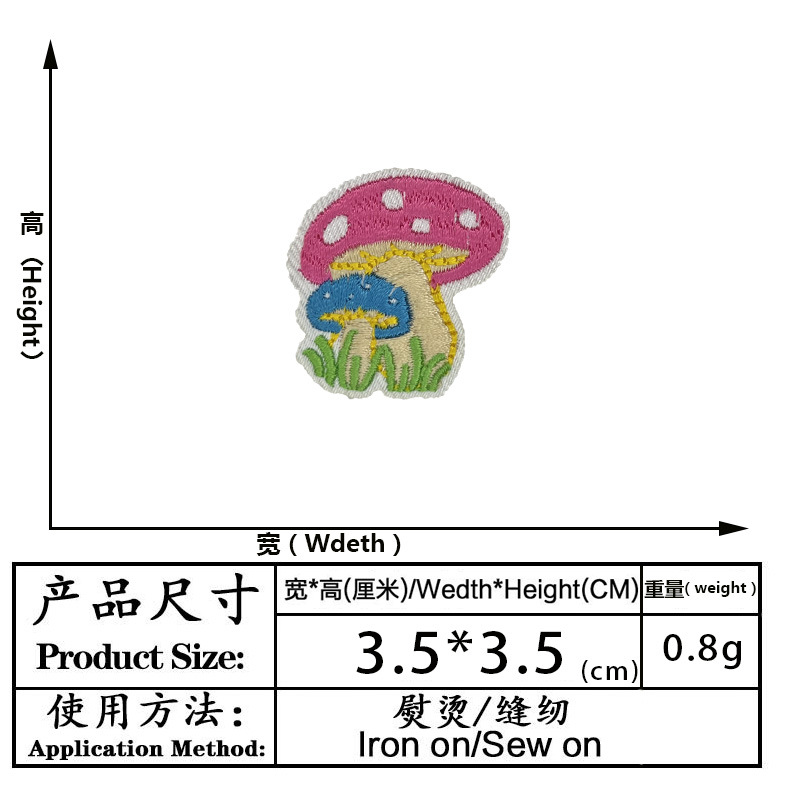 高
(Height)
宽 ( Wdeth )
产品尺寸
Product Size:
宽*高(厘米)/Wedth*Height(CM)
重量( weight )
3.5*3.5 (cm)
0.8g
使用方法:
Application Method:
熨烫/缝纫
Iron on/Sew on